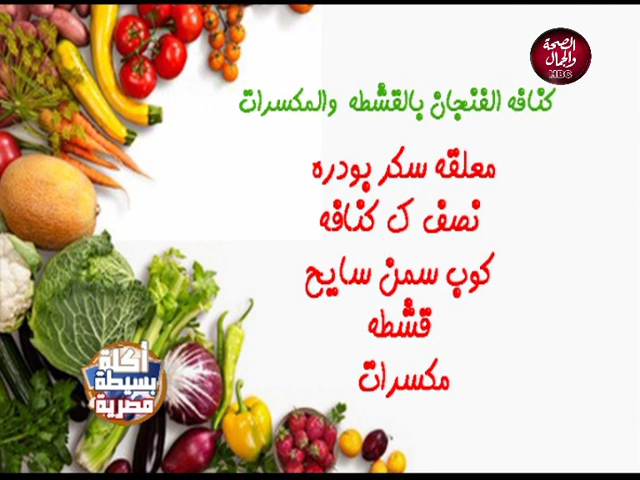 الصحة
والجمال
HBC
كنافه الفنجان بالقشطه والمكسرات
معلقه سكر بودره
نصف ك كنافه
كوب سمن سايح
قشطه
مكسرات
أكلة
بسيطة
مصرية